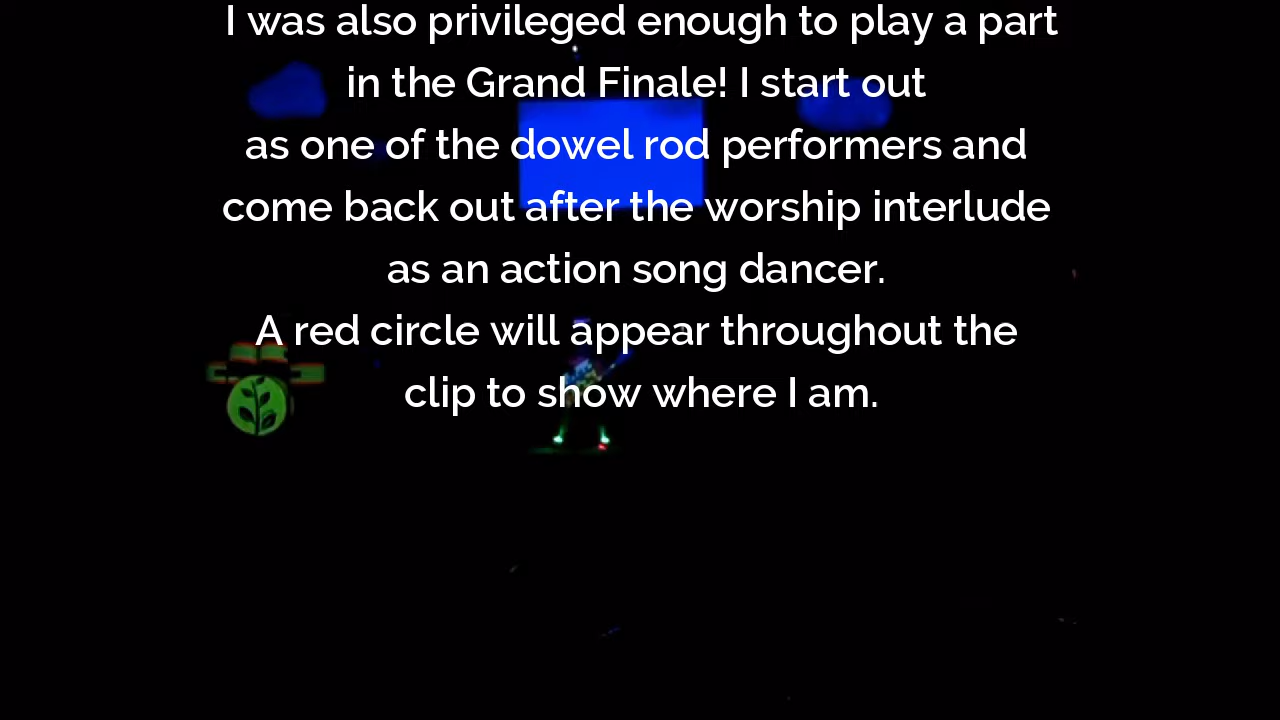 I was also privileged enough to play a part
in the Grand Finale! I start out
as one of the dowel rod performers and
come back out after the worship interlude
as an action song dancer.
A red circle will appear throughout the
clip to show where I am.